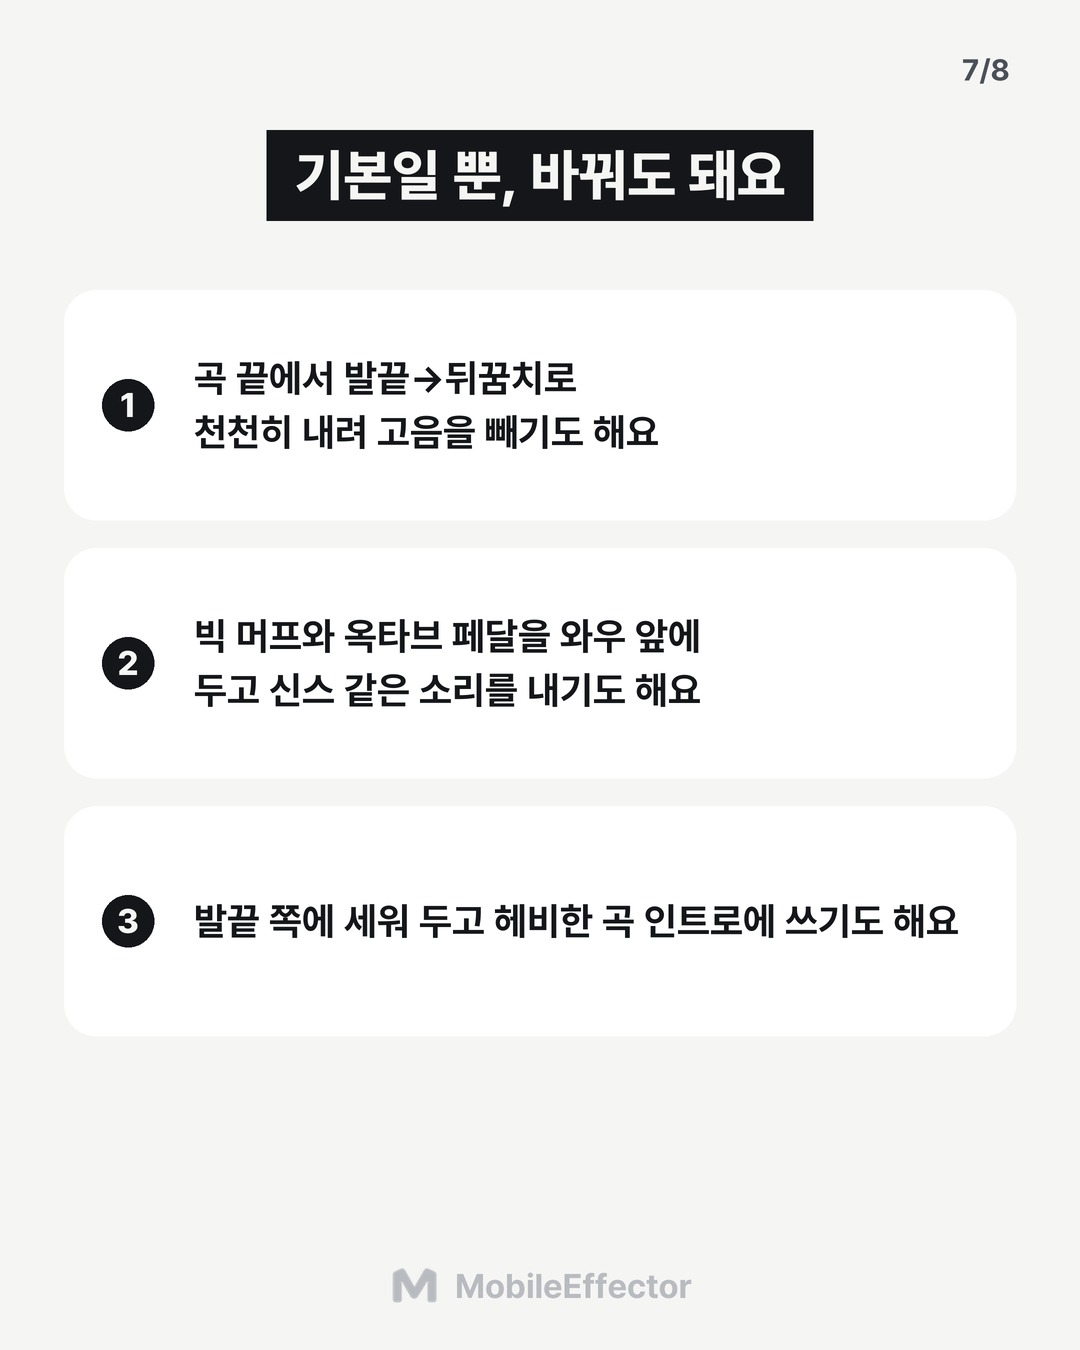 7/8
기본일 뿐, 바꿔도 돼요
1
곡 끝에서 발끝→뒤꿈치로
천천히 내려 고음을 빼기도 해요
2
빅 머프와 옥타브 페달을 와우 앞에
두고 신스 같은 소리를 내기도 해요
3
발끝 쪽에 세워 두고 헤비한 곡 인트로에 쓰기도 해요
MobileEffector